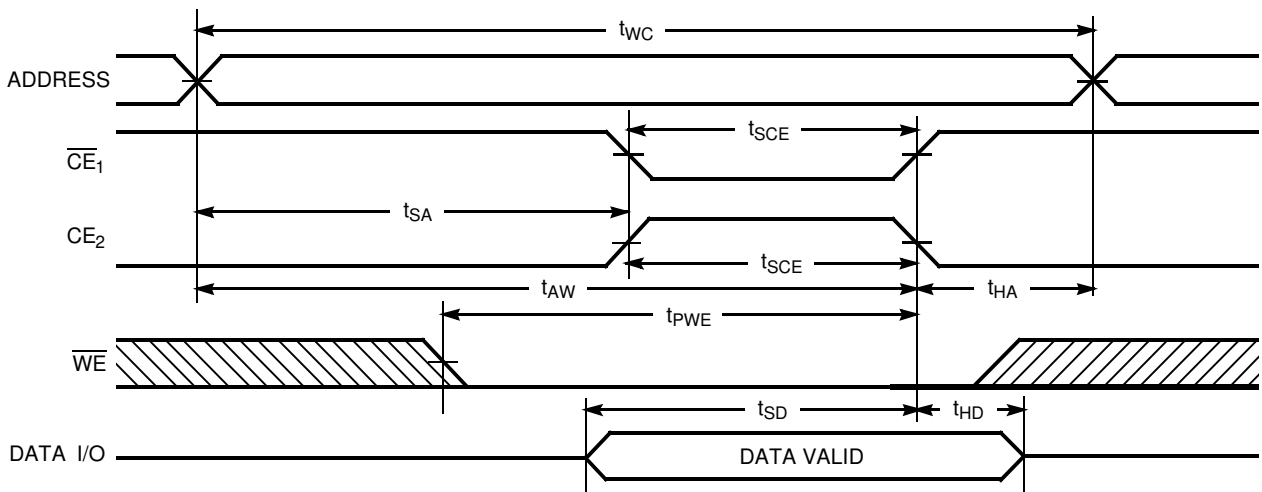 tWC
ADDRESS
tSCE
CE1
tSA
CE2
tSCE
tAW
tHA
tPWE
WE
tSD
tHD
DATA I/O
DATA VALID